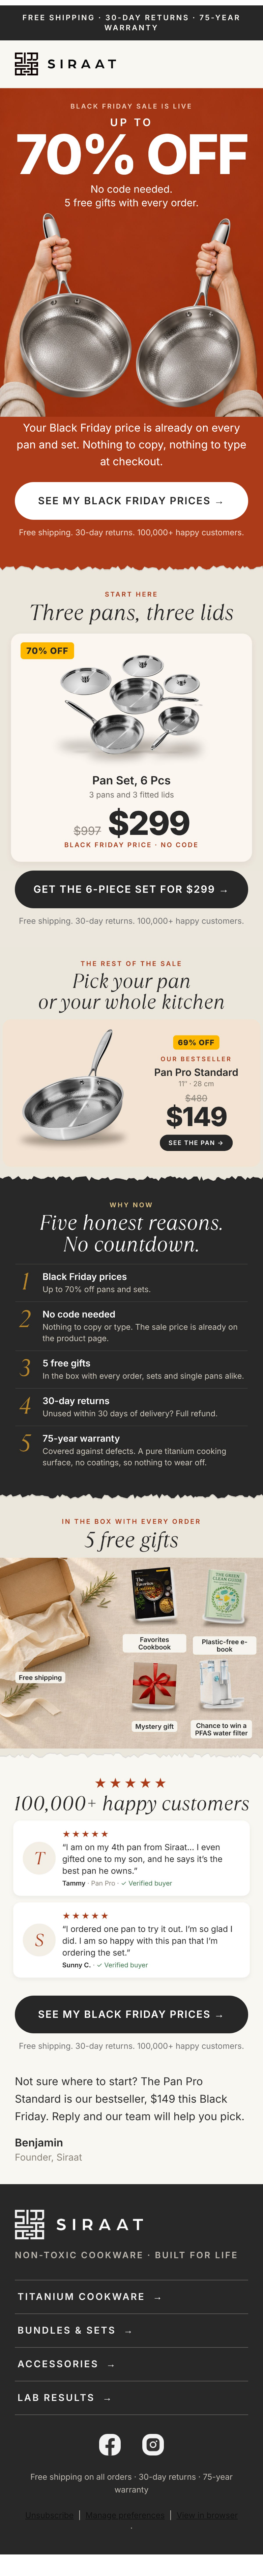 FREE SHIPPING · 30-DAY RETURNS · 75-YEAR
WARRANTY
SIRAAT
BLACK FRIDAY SALE IS LIVE
UP TO
70% OFF
No code needed.
5 free gifts with every order.
Your Black Friday price is already on every
pan and set. Nothing to copy, nothing to type
at checkout.
SEE MY BLACK FRIDAY PRICES →
Free shipping. 30-day returns. 100,000+ happy customers.
START HERE
Three pans, three lids
70% OFF
Pan Set, 6 Pcs
3 pans and 3 fitted lids
$997 $299
BLACK FRIDAY PRICE · NO CODE
GET THE 6-PIECE SET FOR $299 →
Free shipping. 30-day returns. 100,000+ happy customers.
THE REST OF THE SALE
Pick your pan
or your whole kitchen
69% OFF
OUR BESTSELLER
Pan Pro Standard
11" · 28 cm
$480
$149
SEE THE PAN →
WHY NOW
Five honest reasons.
No countdown.
1 Black Friday prices
Up to 70% off pans and sets.
2 No code needed
Nothing to copy or type. The sale price is already on
the product page.
3 5 free gifts
In the box with every order, sets and single pans alike.
4 30-day returns
Unused within 30 days of delivery? Full refund.
5 75-year warranty
Covered against defects. A pure titanium cooking
surface, no coatings, so nothing to wear off.
IN THE BOX WITH EVERY ORDER
5 free gifts
Favorites
THE GREEN
CLEAN GUIDE
Favorites
Cookbook
Plastic-free e-
book
Free shipping
Mystery gift
Chance to win a
PFAS water filter
★★★★★
100,000+ happy customers
★★★★★
T
“I am on my 4th pan from Siraat... I even
gifted one to my son, and he says it’s the
best pan he owns.”
Tammy · Pan Pro · ✓ Verified buyer
★★★★★
S
“I ordered one pan to try it out. I’m so glad I
did. I am so happy with this pan that I’m
ordering the set.”
Sunny C. · ✓ Verified buyer
SEE MY BLACK FRIDAY PRICES →
Free shipping. 30-day returns. 100,000+ happy customers.
Not sure where to start? The Pan Pro
Standard is our bestseller, $149 this Black
Friday. Reply and our team will help you pick.
Benjamin
Founder, Siraat
SIRAAT
NON-TOXIC COOKWARE · BUILT FOR LIFE
TITANIUM COOKWARE →
BUNDLES & SETS →
ACCESSORIES →
LAB RESULTS →
Free shipping on all orders · 30-day returns · 75-year
warranty
Unsubscribe | Manage preferences | View in browser
.